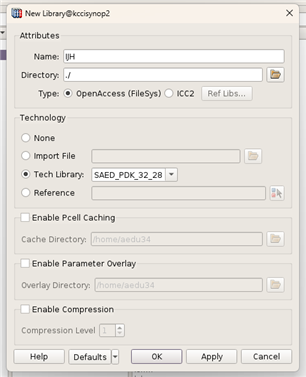 New Library@kccisynop2
Attributes
Name: IJH
Directory: ./
Type: OpenAccess (FileSys) ICC2 Ref Libs...
Technology
None
Import File
Tech Library: SAED_PDK_32_28
Reference
Enable Pcell Caching
Cache Directory: /home/aedu34
Enable Parameter Overlay
Overlay Directory: /home/aedu34
Enable Compression
Compression Level 1
Help Defaults OK Apply Cancel